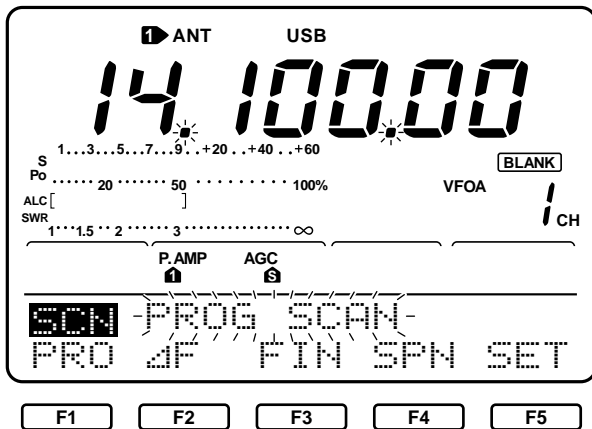 1 ANT USB
14.100.00
1...3...5...7...9..+20..+40..+60
S
BLANK
Po 20 50 100%
VFOA 1 CH
ALC [ ]
SWR 1 1.5 2 3 ∞
P.AMP AGC
1 S
SCN PROG SCAN
PRO ⊿F FIN SPN SET
F1 F2 F3 F4 F5